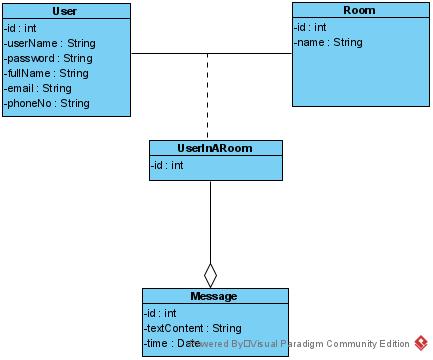 User
-id : int
-userName : String
-password : String
-fullName : String
-email : String
-phoneNo : String
Room
-id : int
-name : String
UserInARoom
-id : int
Message
-id : int
-textContent : String
-time : Date
Powered By Visual Paradigm Community Edition